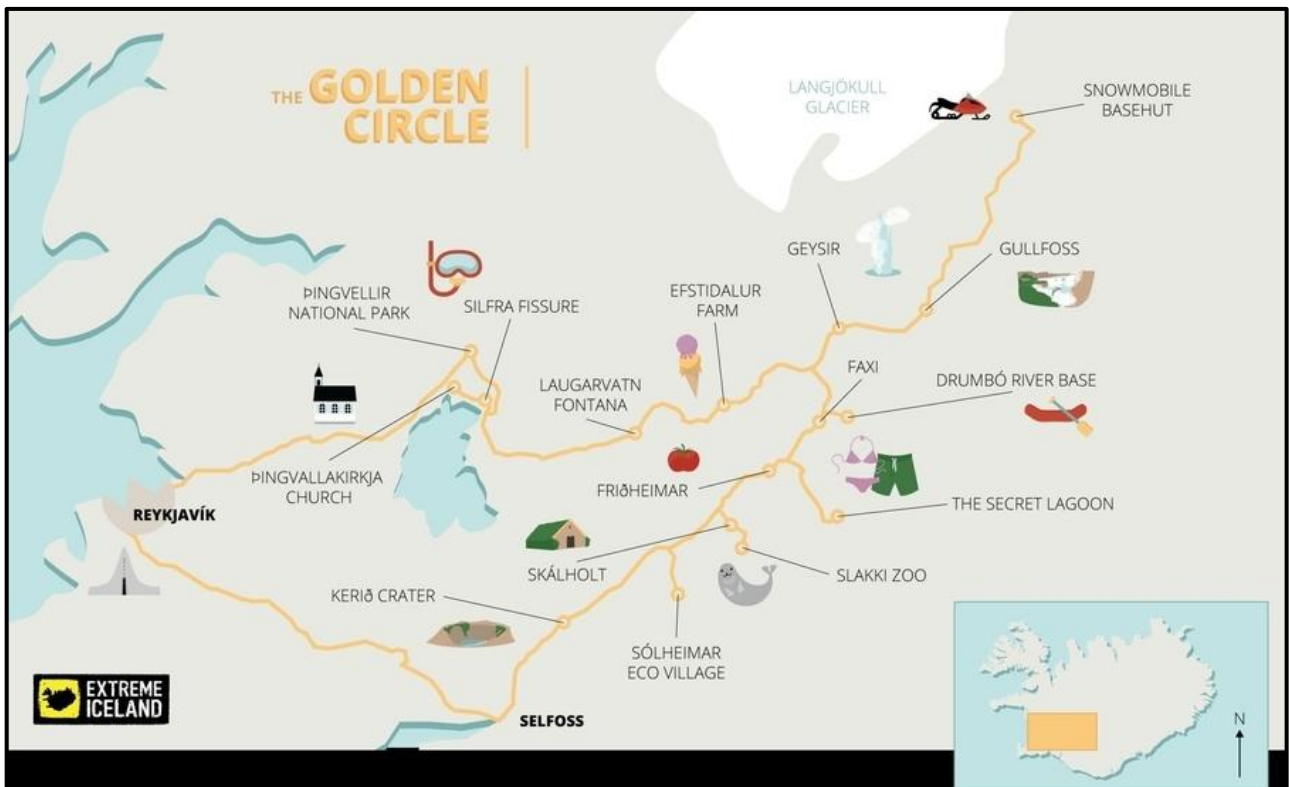 THE GOLDEN
CIRCLE
LANGJÖKULL
GLACIER
SNOWMOBILE
BASEHUT
GEYSIR
GULLFOSS
ÞINGVELLIR
NATIONAL PARK
SILFRA FISSURE
EFSTIDALUR
FARM
LAUGARVATN
FONTANA
FAXI
DRUMBÓ RIVER BASE
ÞINGVALLAKIRKJA
CHURCH
FRIðHEIMAR
THE SECRET LAGOON
REYKJAVÍK
SKÁLHOLT
SLAKKI ZOO
KERIð CRATER
SÓLHEIMAR
ECO VILLAGE
SELFOSS
EXTREME
ICELAND
N